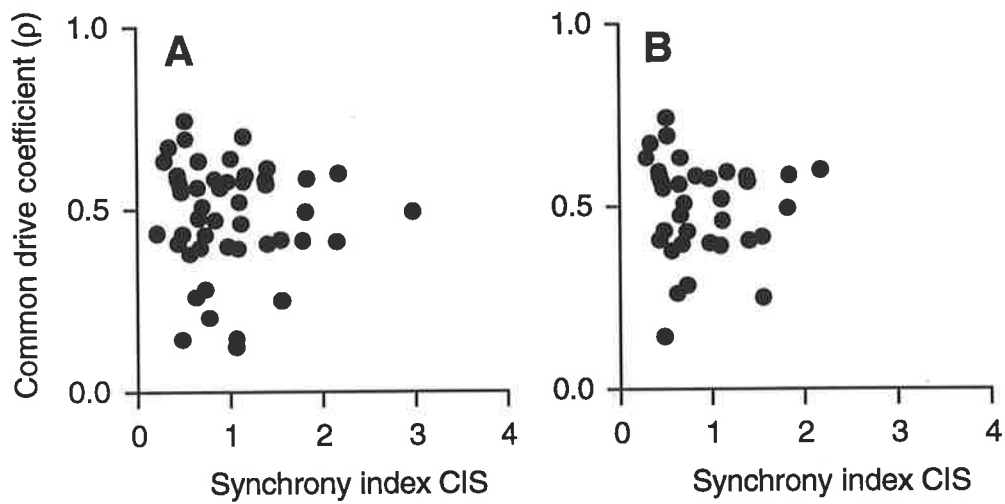 Common drive coefficient (ρ)
A
1.0
0.5
0.0
0 1 2 3 4
Synchrony index CIS
B
1.0
0.5
0.0
0 1 2 3 4
Synchrony index CIS